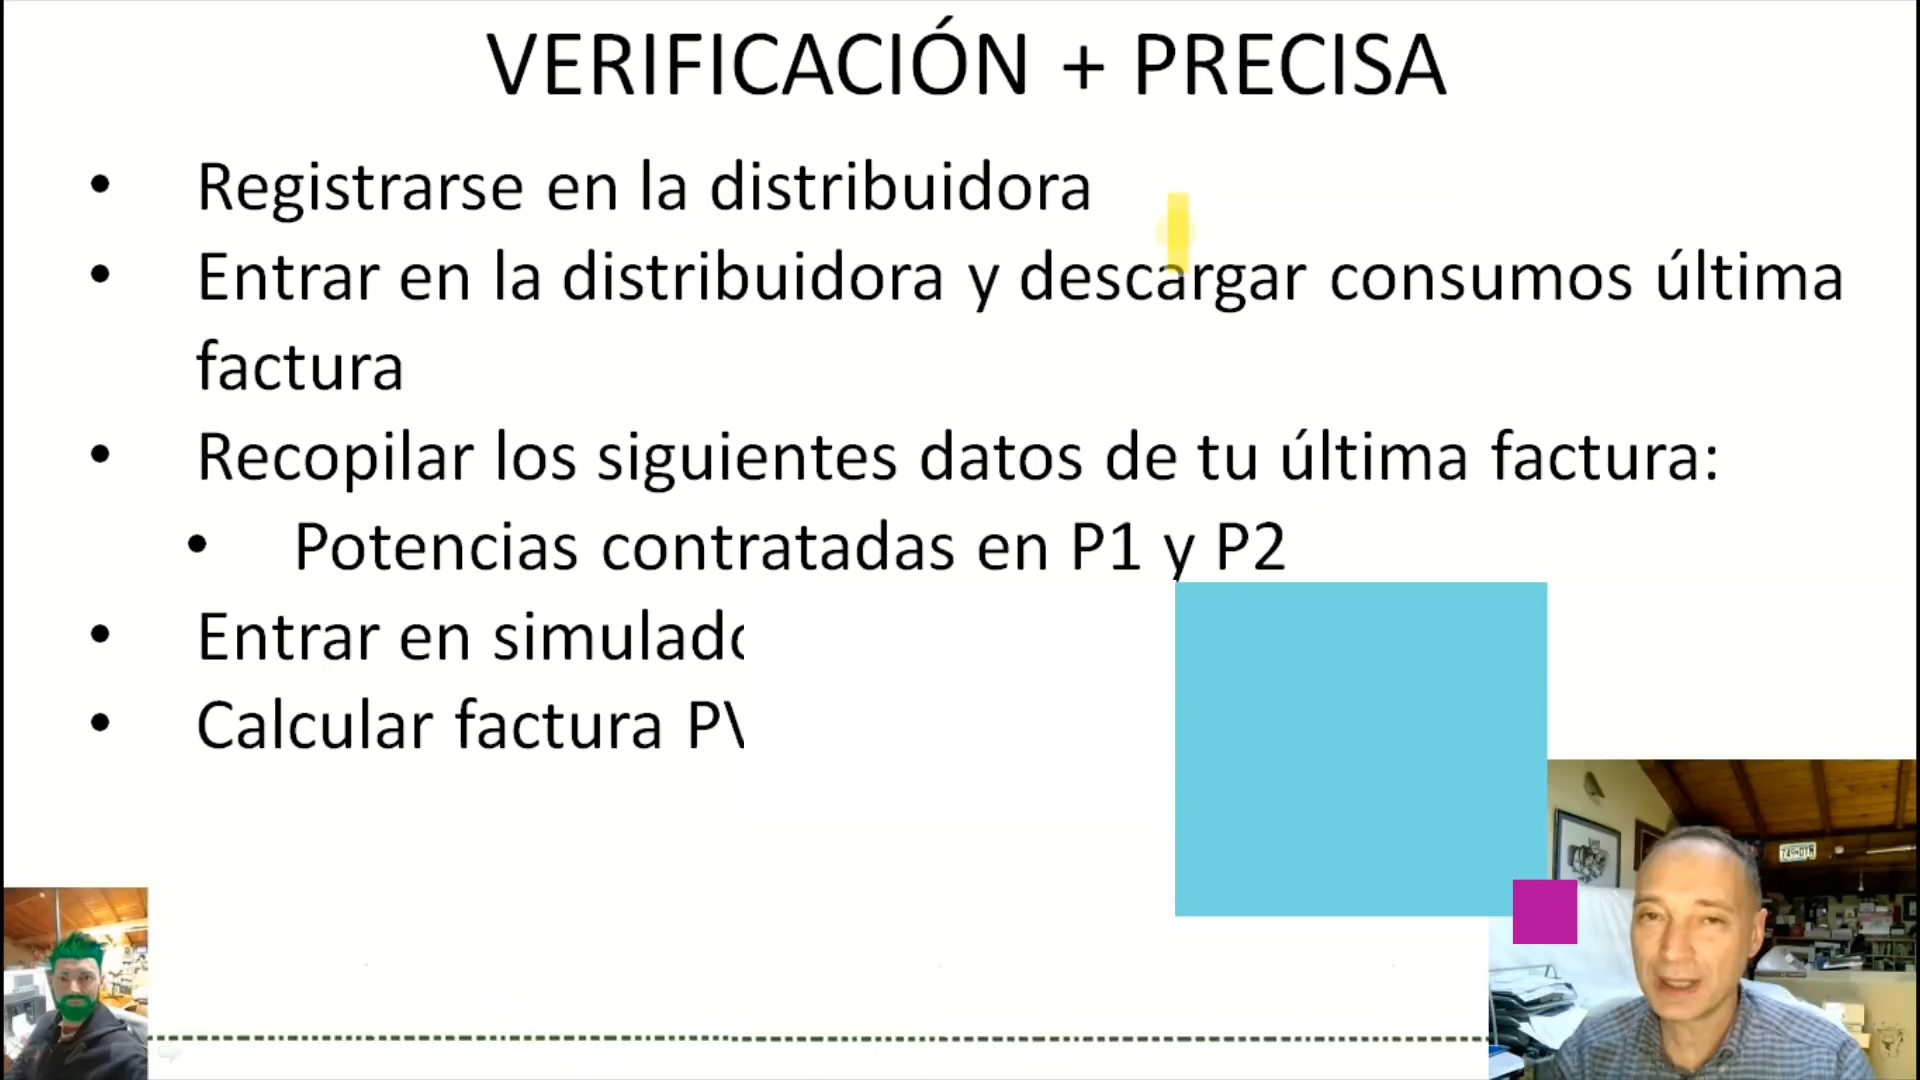 VERIFICACIÓN + PRECISA
• Registrarse en la distribuidora
• Entrar en la distribuidora y descargar consumos última
factura
• Recopilar los siguientes datos de tu última factura:
• Potencias contratadas en P1 y P2
• Entrar en
• Calcular factura